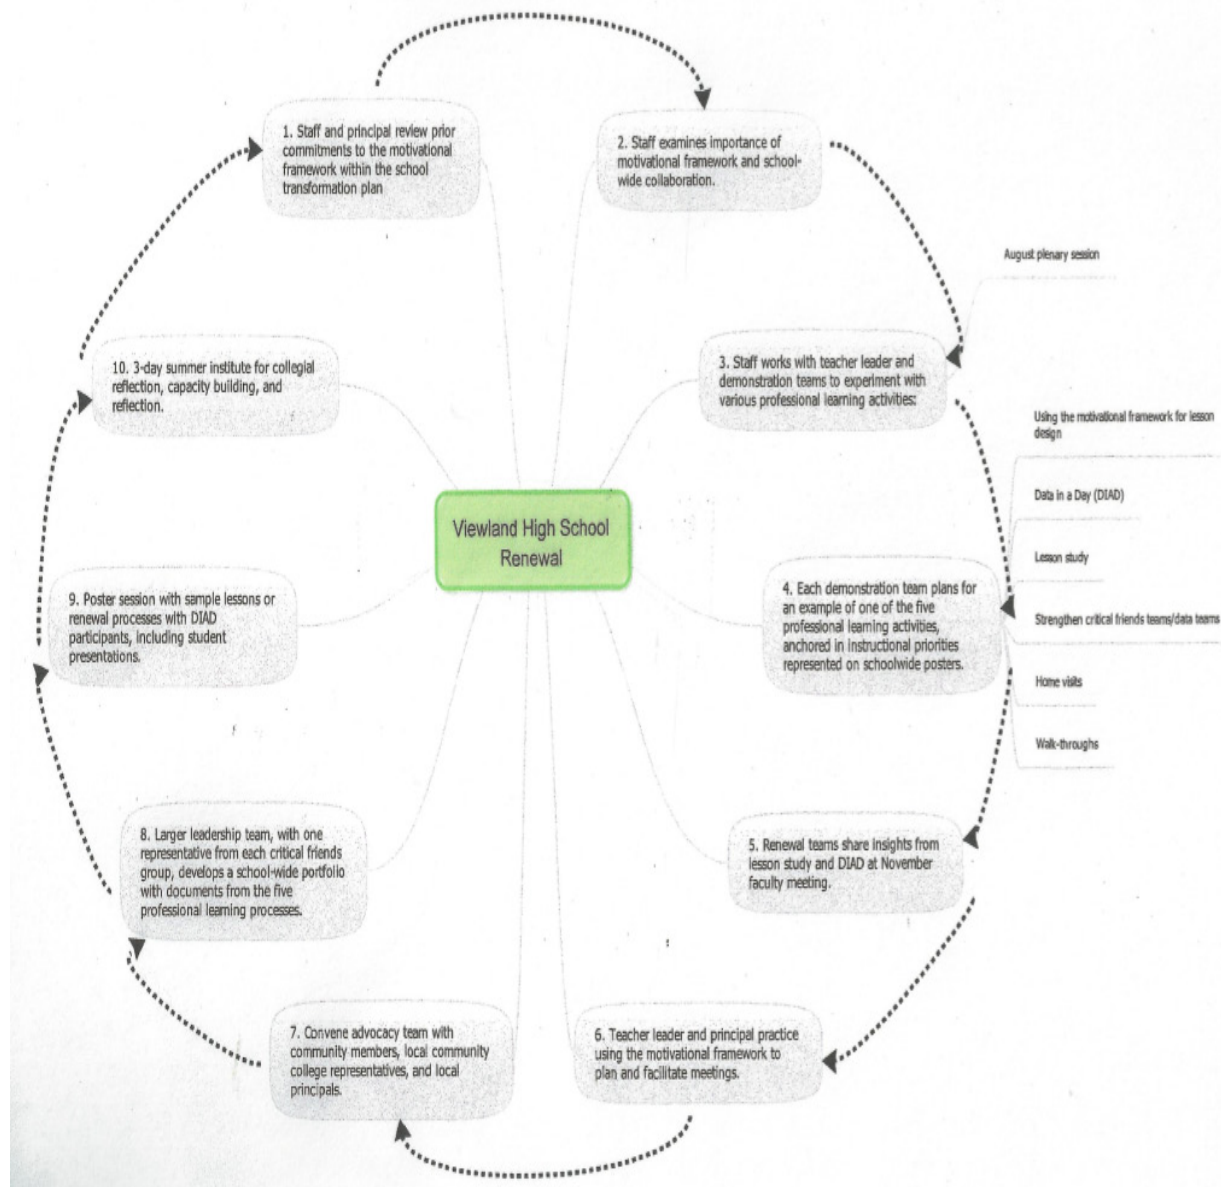 1. Staff and principal review prior
commitments to the motivational
framework within the school
transformation plan
2. Staff examines importance of
motivational framework and school-
wide collaboration.
August plenary session
3. Staff works with teacher leader and
demonstration teams to experiment with
various professional learning activities:
Using the motivational framework for lesson
design
Data in a Day (DIAD)
Lesson study
Strengthen critical friends teams/data teams
Home visits
Walk-throughs
4. Each demonstration team plans for
an example of one of the five
professional learning activities,
anchored in instructional priorities
represented on schoolwide posters.
5. Renewal teams share insights from
lesson study and DIAD at November
faculty meeting.
6. Teacher leader and principal practice
using the motivational framework to
plan and facilitate meetings.
7. Convene advocacy team with
community members, local community
college representatives, and local
principals.
8. Larger leadership team, with one
representative from each critical friends
group, develops a school-wide portfolio
with documents from the five
professional learning processes.
9. Poster session with sample lessons or
renewal processes with DIAD
participants, including student
presentations.
10. 3-day summer institute for collegial
reflection, capacity building, and
reflection.
Viewland High School
Renewal